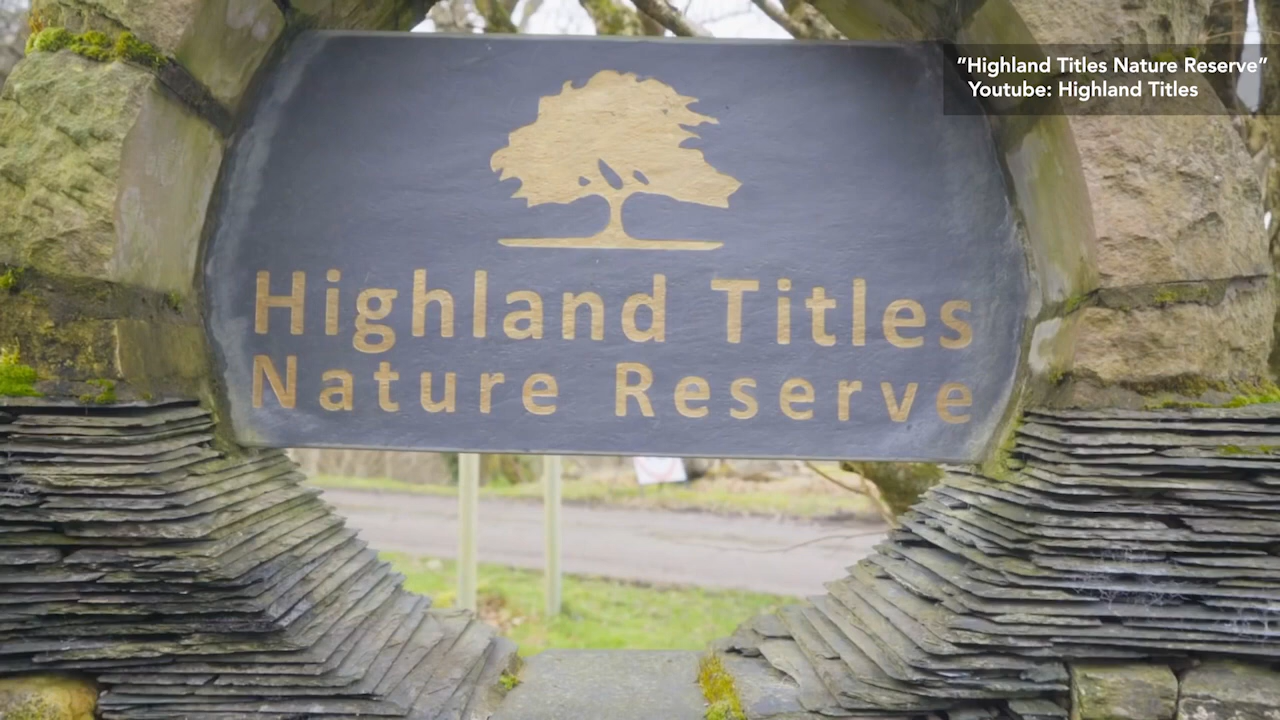 "Highland Titles Nature Reserve"
Youtube: Highland Titles
Highland Titles
Nature Reserve